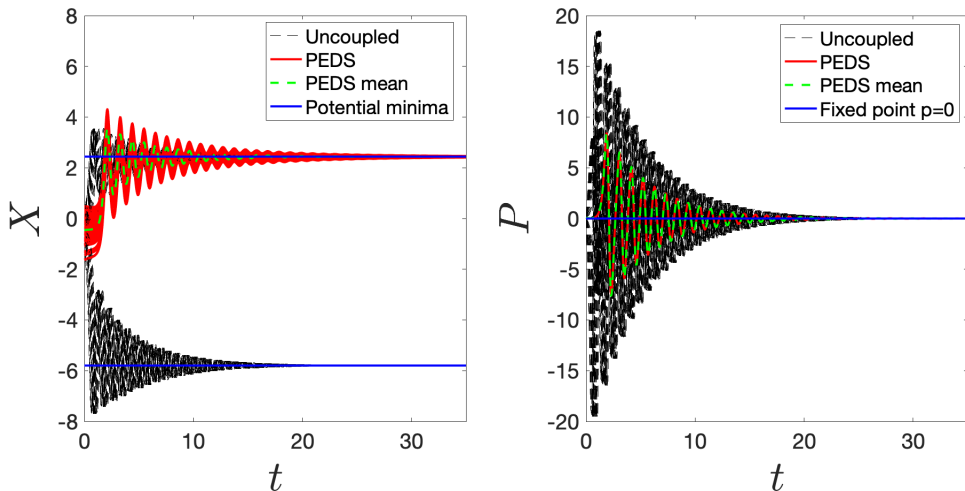 8
6
4
2
0
-2
-4
-6
-8
X
0
10
20
30
t
Uncoupled
PEDS
PEDS mean
Potential minima
20
15
10
5
0
-5
-10
-15
-20
P
0
10
20
30
t
Uncoupled
PEDS
PEDS mean
Fixed point p=0